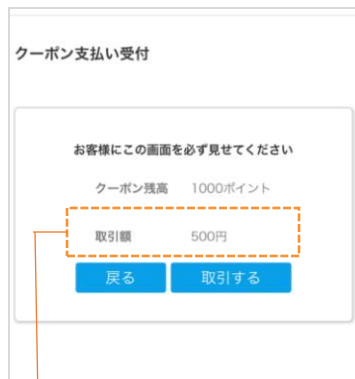 クーポン支払い受付
お客様にこの画面を必ず見せてください
クーポン残高 1000ポイント
取引額 500円
戻る 取引する